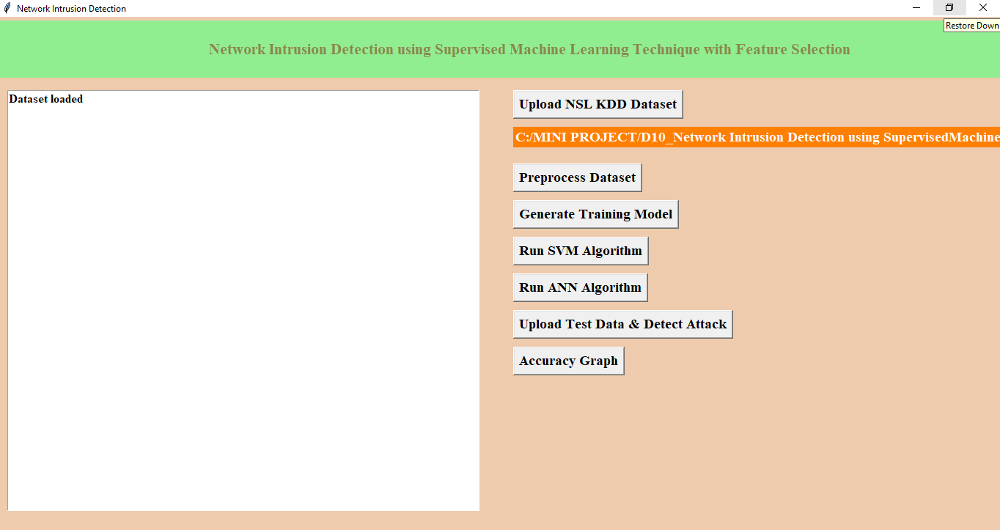 Network Intrusion Detection
Restore Down
Network Intrusion Detection using Supervised Machine Learning Technique with Feature Selection
Dataset loaded
Upload NSL KDD Dataset
C:/MINI PROJECT/D10_Network Intrusion Detection using SupervisedMachine
Preprocess Dataset
Generate Training Model
Run SVM Algorithm
Run ANN Algorithm
Upload Test Data & Detect Attack
Accuracy Graph